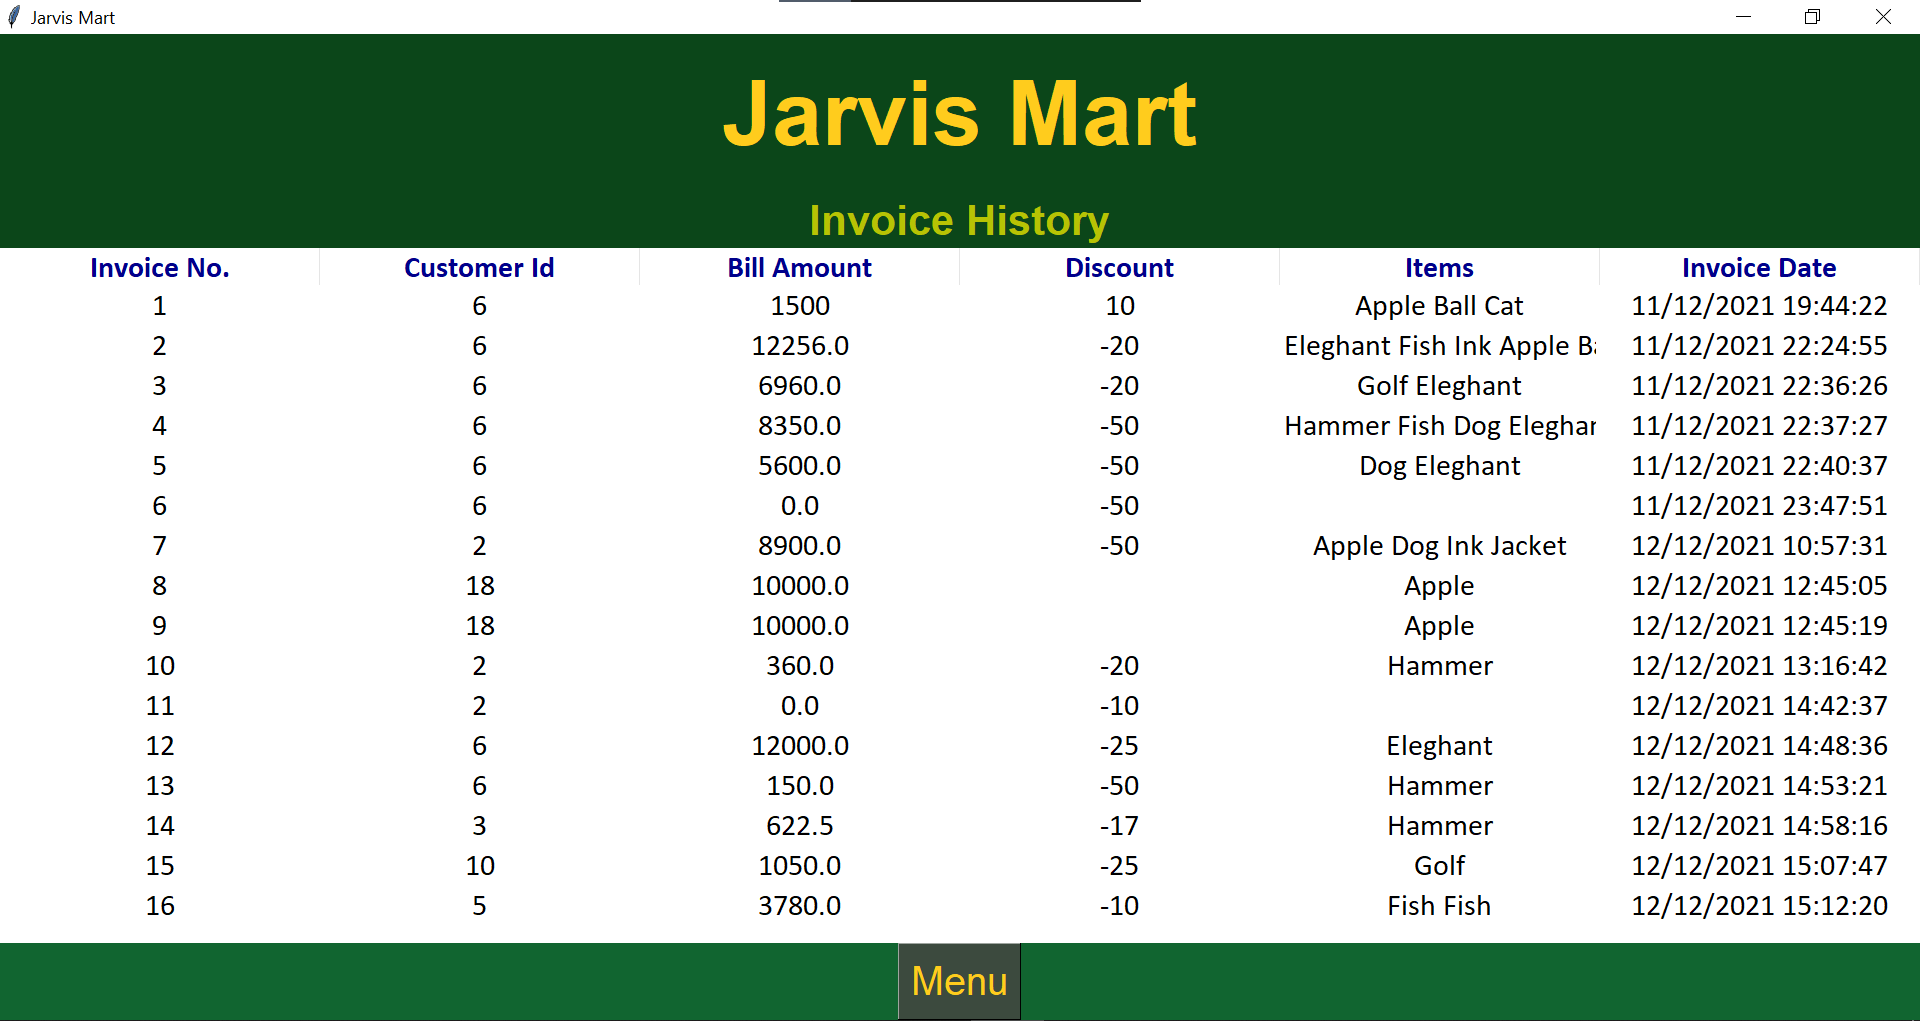 Jarvis Mart
Jarvis Mart
Invoice History
Invoice No. Customer Id Bill Amount Discount Items Invoice Date
1 6 1500 10 Apple Ball Cat 11/12/2021 19:44:22
2 6 12256.0 -20 Eleghant Fish Ink Apple 11/12/2021 22:24:55
3 6 6960.0 -20 Golf Eleghant 11/12/2021 22:36:26
4 6 8350.0 -50 Hammer Fish Dog 11/12/2021 22:37:27
5 6 5600.0 -50 Dog Eleghant 11/12/2021 22:40:37
6 6 0.0 -50 11/12/2021 23:47:51
7 2 8900.0 -50 Apple Dog Ink Jacket 12/12/2021 10:57:31
8 18 10000.0 Apple 12/12/2021 12:45:05
9 18 10000.0 Apple 12/12/2021 12:45:19
10 2 360.0 -20 Hammer 12/12/2021 13:16:42
11 2 0.0 -10 12/12/2021 14:42:37
12 6 12000.0 -25 Eleghant 12/12/2021 14:48:36
13 6 150.0 -50 Hammer 12/12/2021 14:53:21
14 3 622.5 -17 Hammer 12/12/2021 14:58:16
15 10 1050.0 -25 Golf 12/12/2021 15:07:47
16 5 3780.0 -10 Fish Fish 12/12/2021 15:12:20
Menu